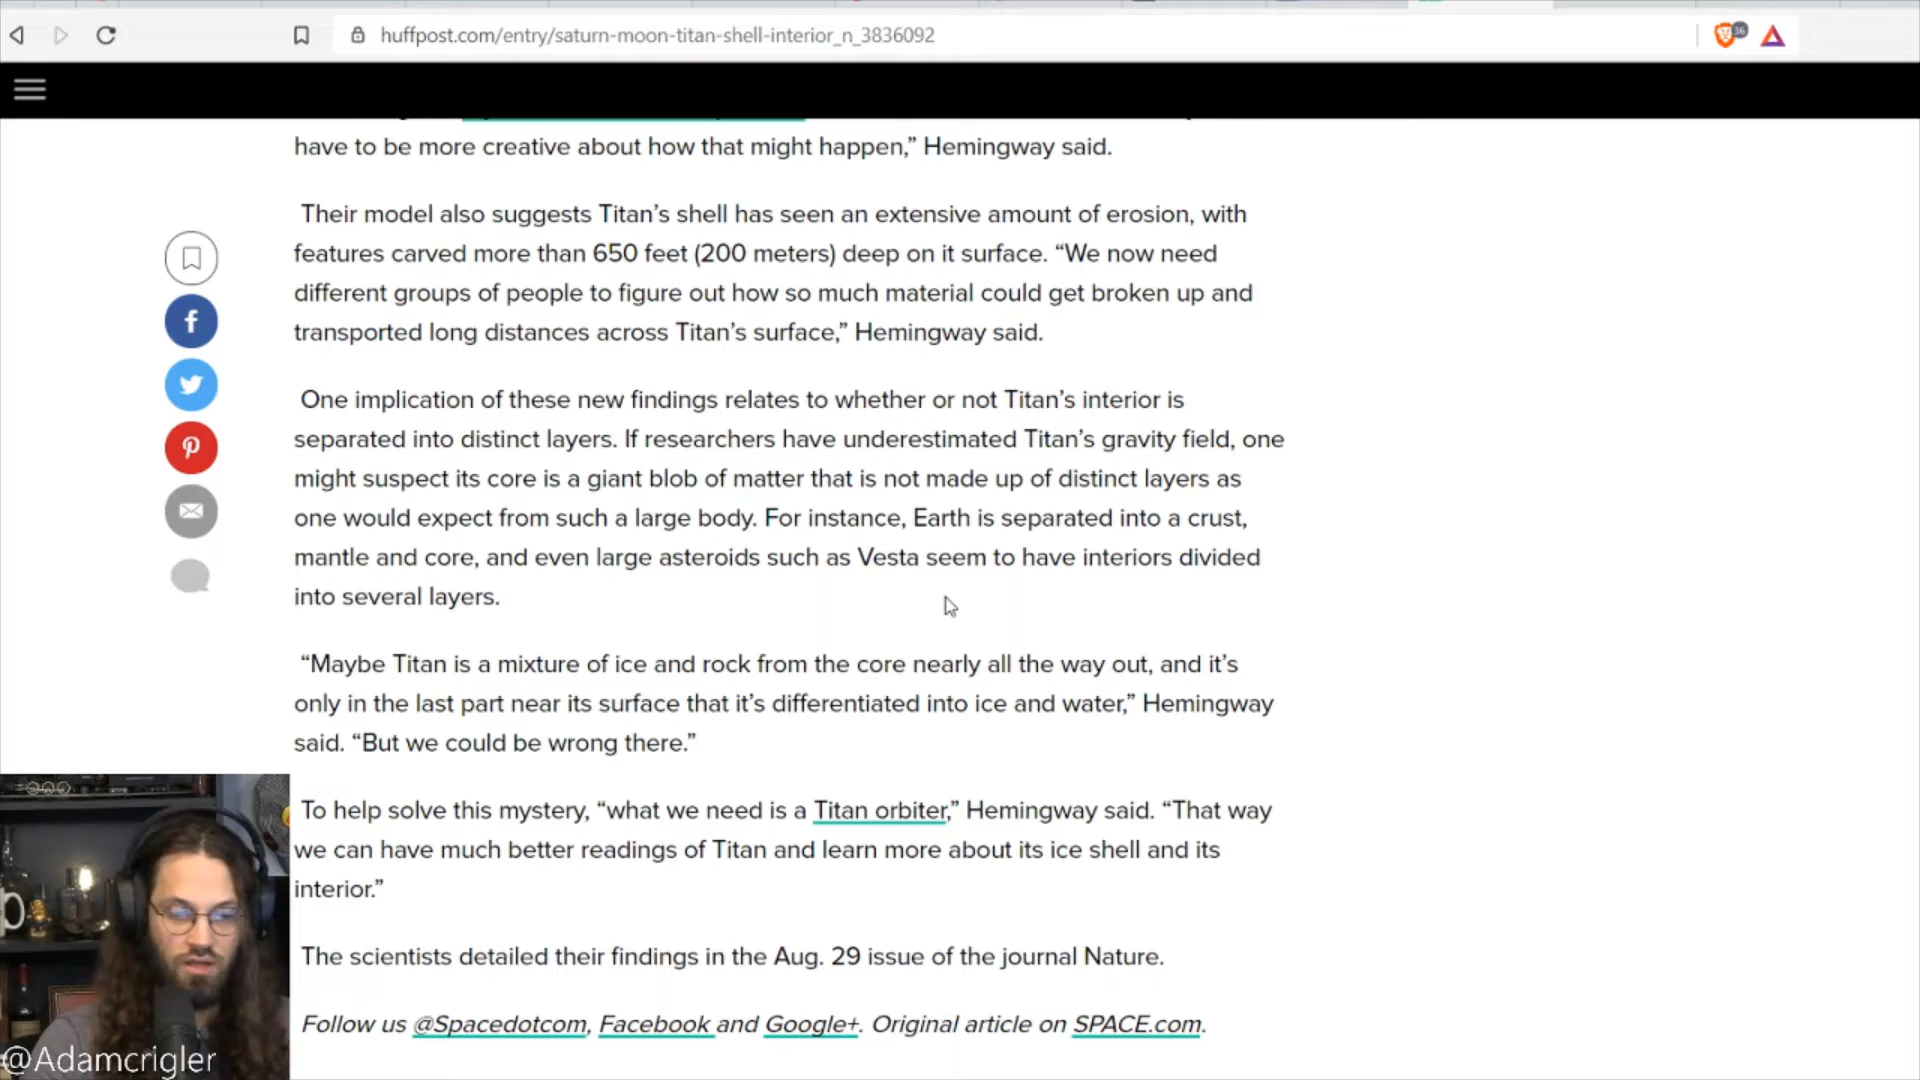 huffpost.com/entry/saturn-moon-titan-shell-interior_n_3836092
36
have to be more creative about how that might happen,” Hemingway said.
Their model also suggests Titan’s shell has seen an extensive amount of erosion, with
features carved more than 650 feet (200 meters) deep on it surface. “We now need
different groups of people to figure out how so much material could get broken up and
transported long distances across Titan’s surface,” Hemingway said.
One implication of these new findings relates to whether or not Titan’s interior is
separated into distinct layers. If researchers have underestimated Titan’s gravity field, one
might suspect its core is a giant blob of matter that is not made up of distinct layers as
one would expect from such a large body. For instance, Earth is separated into a crust,
mantle and core, and even large asteroids such as Vesta seem to have interiors divided
into several layers.
“Maybe Titan is a mixture of ice and rock from the core nearly all the way out, and it’s
only in the last part near its surface that it’s differentiated into ice and water,” Hemingway
said. “But we could be wrong there.”
To help solve this mystery, “what we need is a Titan orbiter,” Hemingway said. “That way
we can have much better readings of Titan and learn more about its ice shell and its
interior.”
The scientists detailed their findings in the Aug. 29 issue of the journal Nature.
Follow us @Spacedotcom, Facebook and Google+. Original article on SPACE.com.
@Adamcrigler